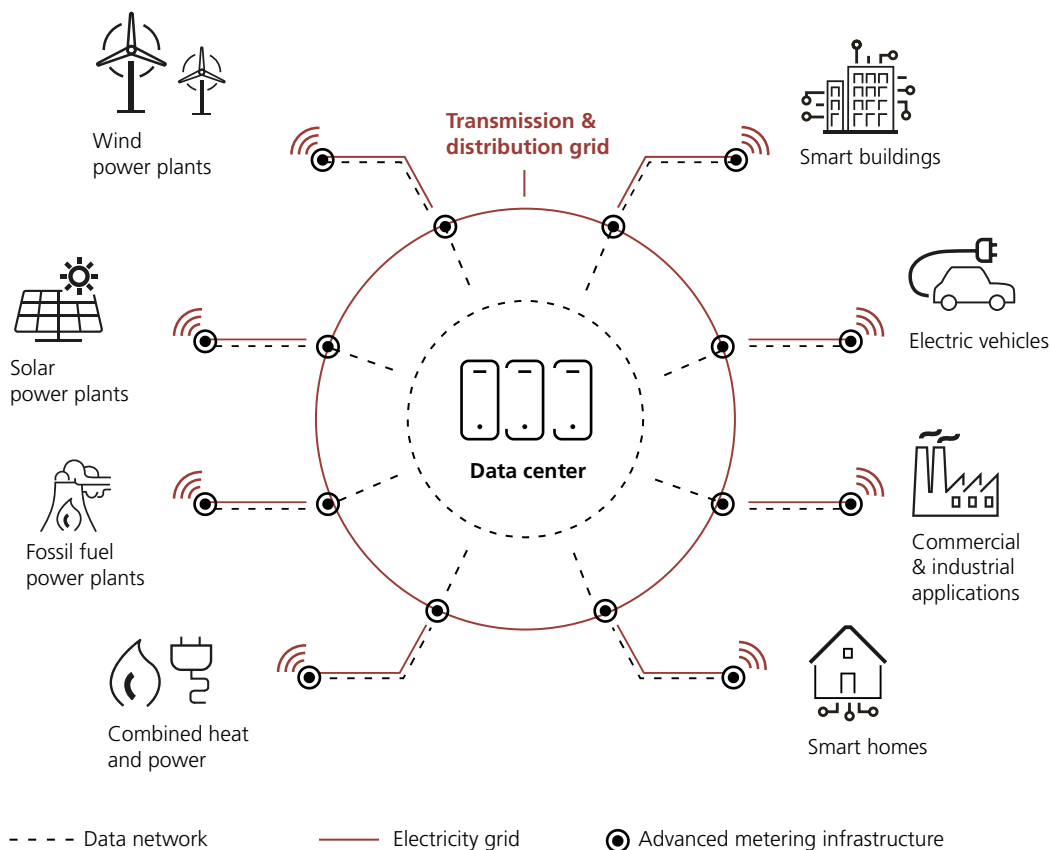 Transmission &
distribution grid
Wind
power plants
Smart buildings
Solar
power plants
Electric vehicles
Data center
Fossil fuel
power plants
Commercial
& industrial
applications
Combined heat
and power
Smart homes
Data network
Electricity grid
Advanced metering infrastructure